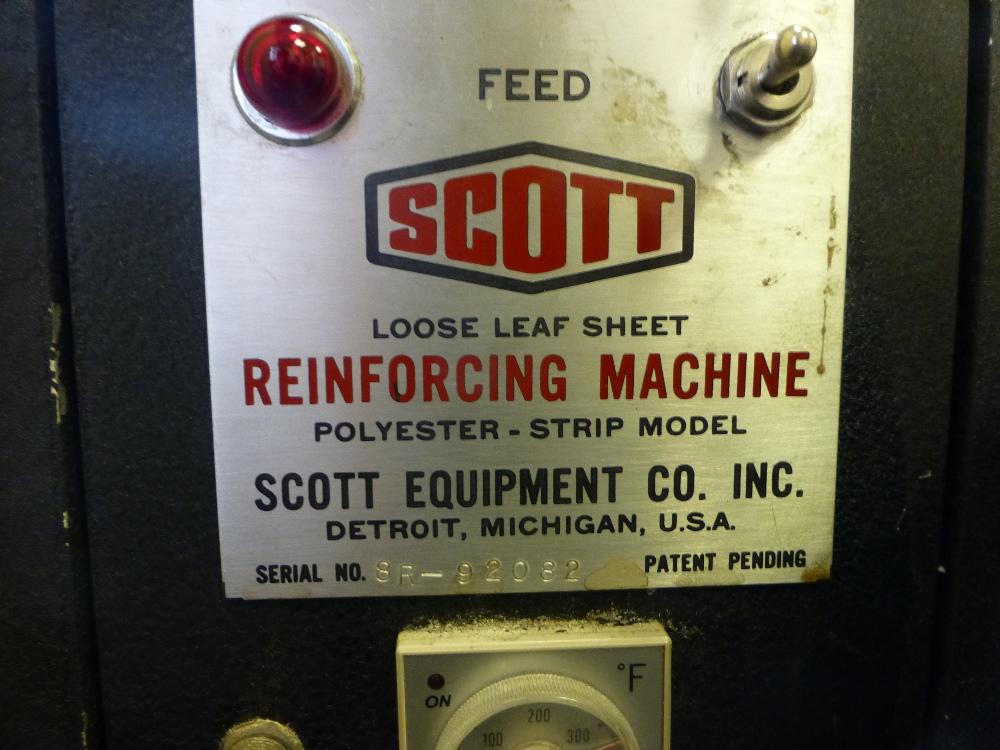 FEED
SCOTT
LOOSE LEAF SHEET
REINFORCING MACHINE
POLYESTER - STRIP MODEL
SCOTT EQUIPMENT CO. INC.
DETROIT, MICHIGAN, U.S.A.
SERIAL NO. 8R-92082 PATENT PENDING
°F
ON
200
100 300